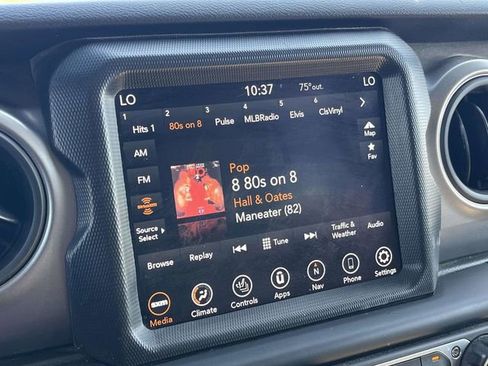 LO 10:37 75° out. LO
1 2 3 4 5 6
Hits 1 80s on 8 Pulse MLBRadio Elvis ClsVinyl
AM
FM
Source
Select
Map
Fav
Pop
8 80s on 8
Hall & Oates
Maneater (82)
Browse Replay Tune Traffic & Weather Audio
sxm ü N
Media Climate Controls Apps Nav Phone Settings